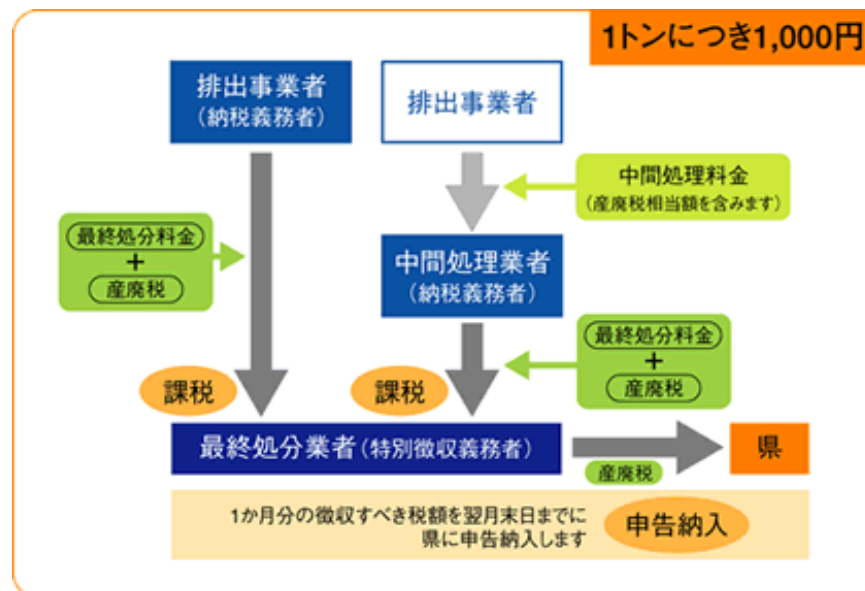 1トンにつき1,000円
排出事業者
(納税義務者)
排出事業者
中間処理料金
(産廃税相当額を含みます)
最終処分料金
+
産廃税
中間処理業者
(納税義務者)
最終処分料金
+
産廃税
課税
課税
最終処分業者(特別徴収義務者)
産廃税
県
1か月分の徴収すべき税額を翌月末日までに
県に申告納入します
申告納入